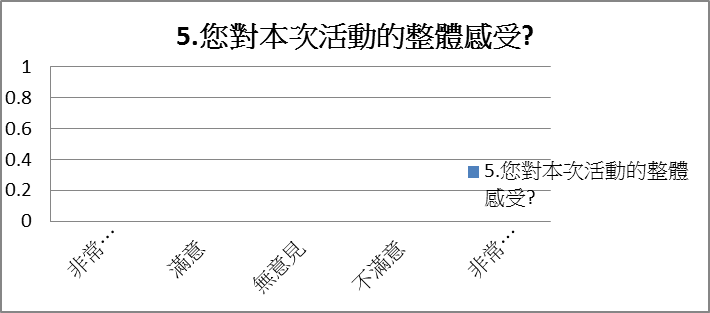 5.您對本次活動的整體感受?
1
0.8
0.6
0.4
0.2
0
非常…
滿意
無意見
不滿意
非常…
5.您對本次活動的整體
感受?